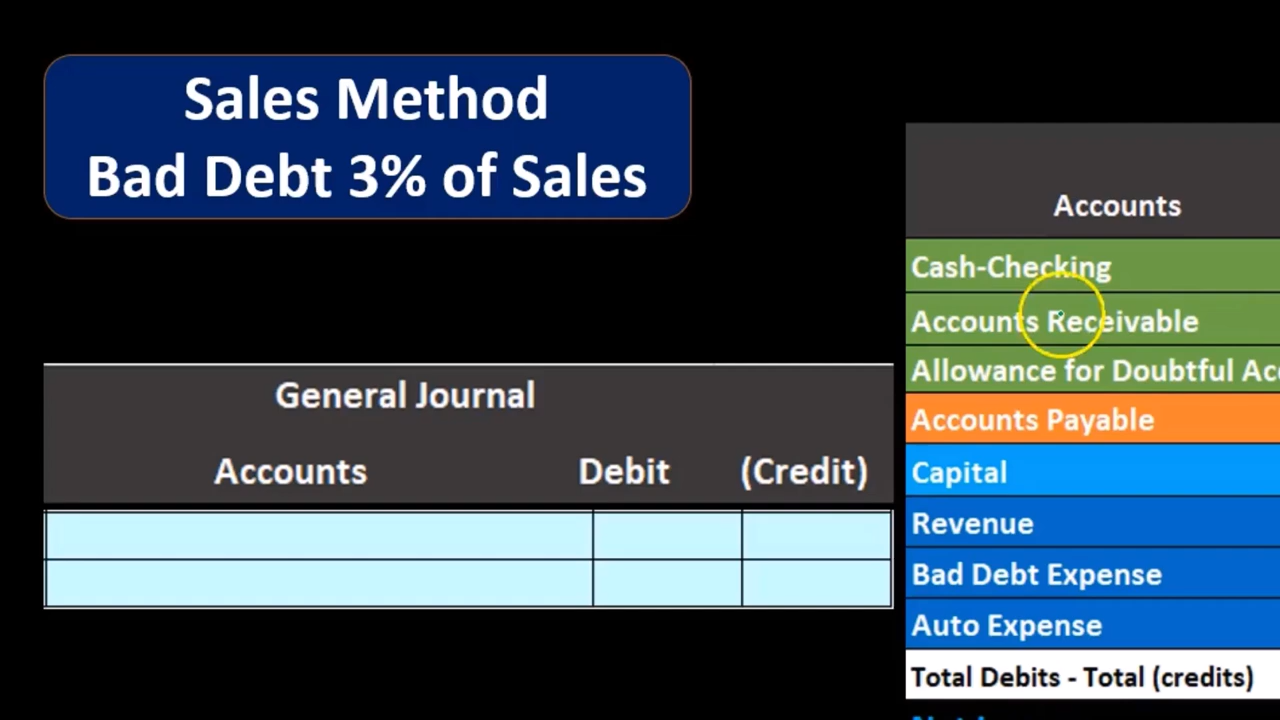 Sales Method
Bad Debt 3% of Sales
General Journal
Accounts Debit (Credit)
Accounts
Cash-Checking
Accounts Receivable
Allowance for Doubtful
Accounts Payable
Capital
Revenue
Bad Debt Expense
Auto Expense
Total Debits - Total (credits)